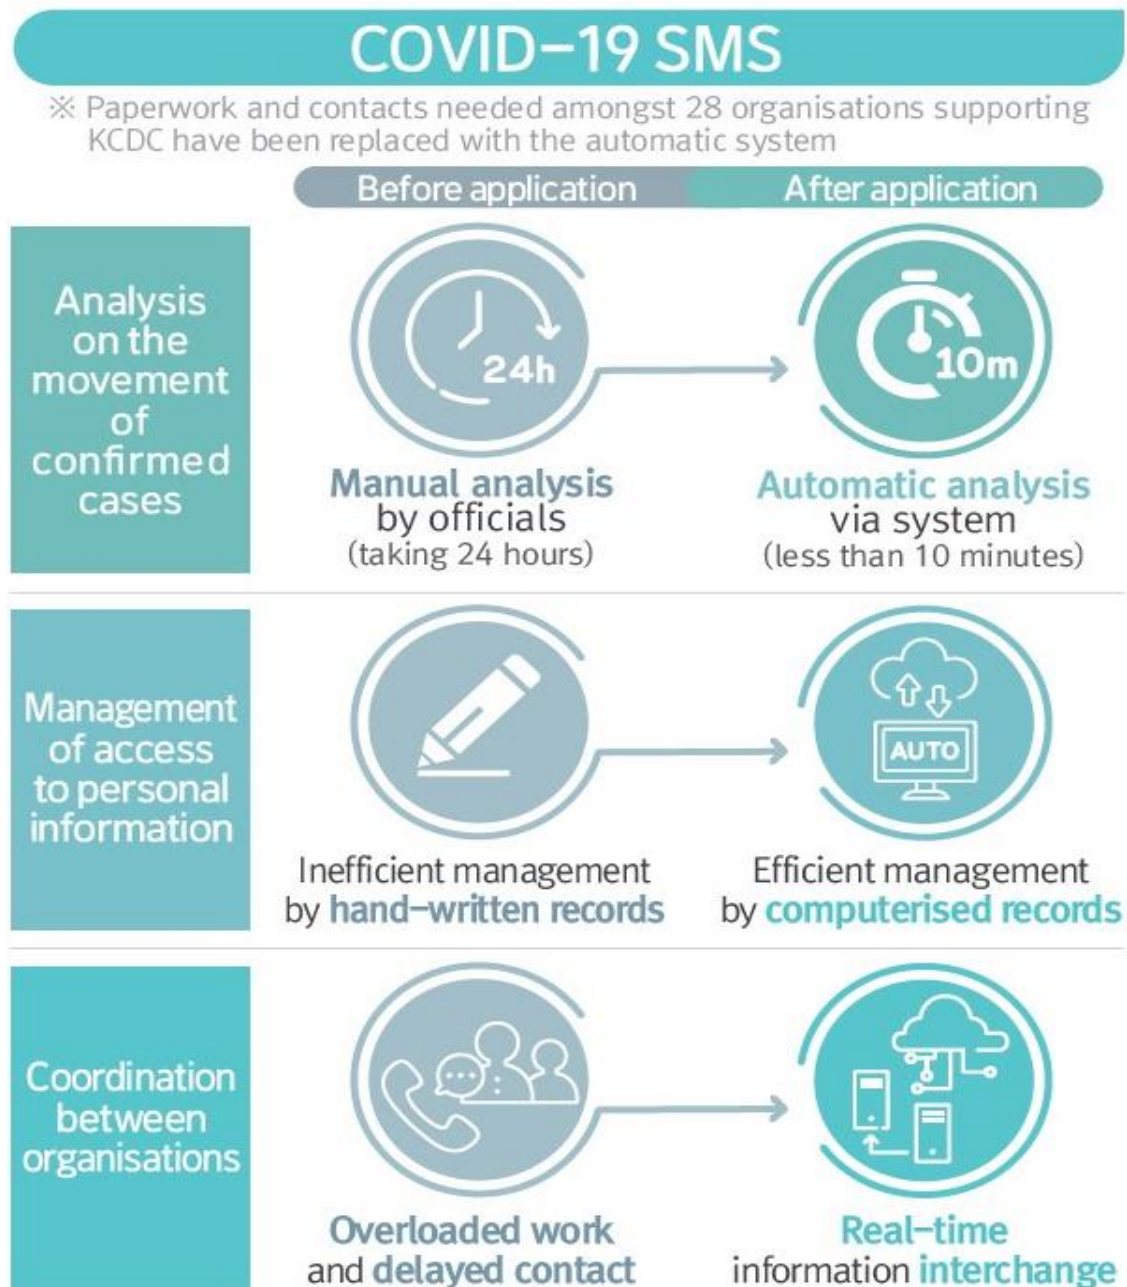 COVID-19 SMS
※ Paperwork and contacts needed amongst 28 organisations supporting
KCDC have been replaced with the automatic system
Before application
After application
Analysis
on the
movement
of
confirmed
cases
24h
Manual analysis
by officials
(taking 24 hours)
10m
Automatic analysis
via system
(less than 10 minutes)
Management
of access
to personal
information
Inefficient management
by hand-written records
AUTO
Efficient management
by computerised records
Coordination
between
organisations
Overloaded work
and delayed contact
Real-time
information interchange